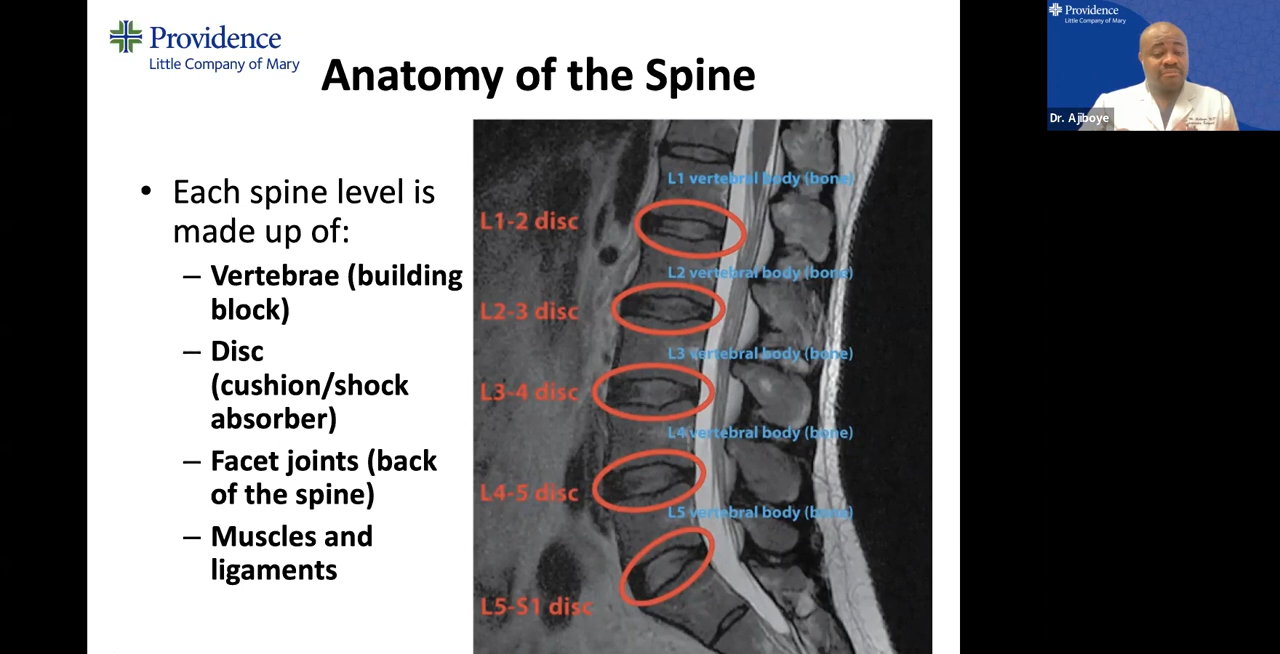 Providence
Little Company of Mary
Anatomy of the Spine
• Each spine level is
made up of:
– Vertebrae (building
block)
– Disc
(cushion/shock
absorber)
– Facet joints (back
of the spine)
– Muscles and
ligaments
L1 vertebral body (bone)
L1-2 disc
L2 vertebral body (bone)
L2-3 disc
L3 vertebral body (bone)
L3-4 disc
L4 vertebral body (bone)
L4-5 disc
L5 vertebral body (bone)
L5-S1 disc
Providence
Little Company of Mary
Dr. Ajiboye